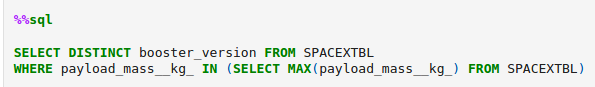 %%sql
SELECT DISTINCT booster_version FROM SPACEXTBL
WHERE payload_mass__kg_ IN (SELECT MAX(payload_mass__kg_) FROM SPACEXTBL)